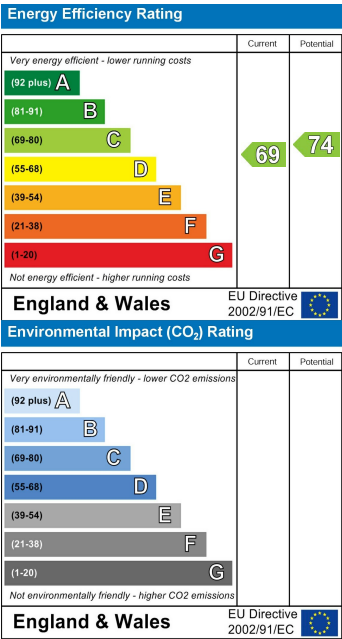 Energy Efficiency Rating
Current Potential
Very energy efficient - lower running costs
(92 plus) A
(81-91) B
(69-80) C
(55-68) D
(39-54) E
(21-38) F
(1-20) G
69 74
Not energy efficient - higher running costs
England & Wales
EU Directive
2002/91/EC
Environmental Impact (CO₂) Rating
Current Potential
Very environmentally friendly - lower CO2 emissions
(92 plus) A
(81-91) B
(69-80) C
(55-68) D
(39-54) E
(21-38) F
(1-20) G
Not environmentally friendly - higher CO2 emissions
England & Wales
EU Directive
2002/91/EC